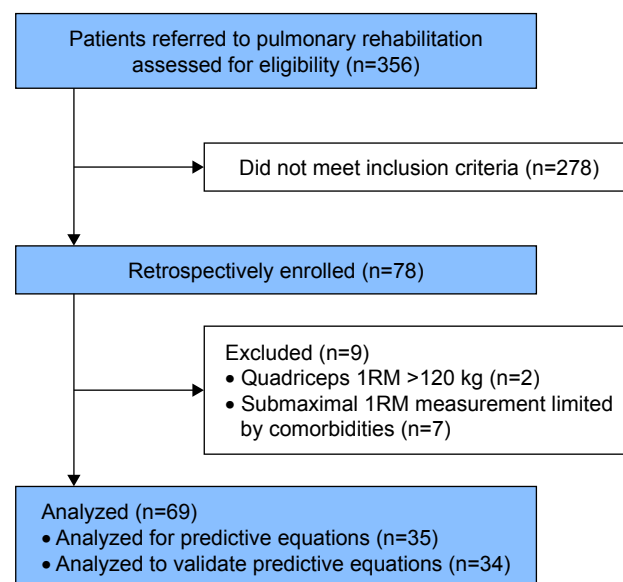 Patients referred to pulmonary rehabilitation
assessed for eligibility (n=356)
Did not meet inclusion criteria (n=278)
Retrospectively enrolled (n=78)
Excluded (n=9)
• Quadriceps 1RM >120 kg (n=2)
• Submaximal 1RM measurement limited
by comorbidities (n=7)
Analyzed (n=69)
• Analyzed for predictive equations (n=35)
• Analyzed to validate predictive equations (n=34)